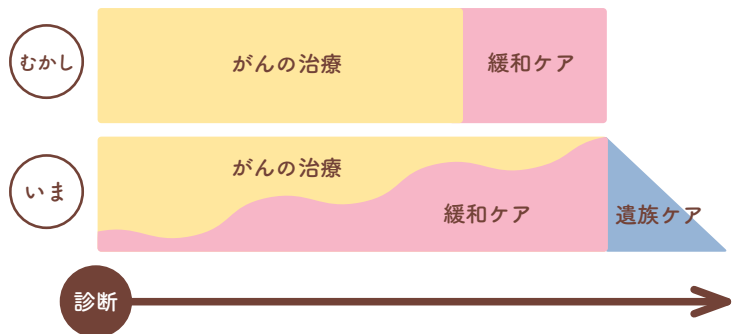 むかし
がんの治療
緩和ケア
いま
がんの治療
緩和ケア
遺族ケア
診断